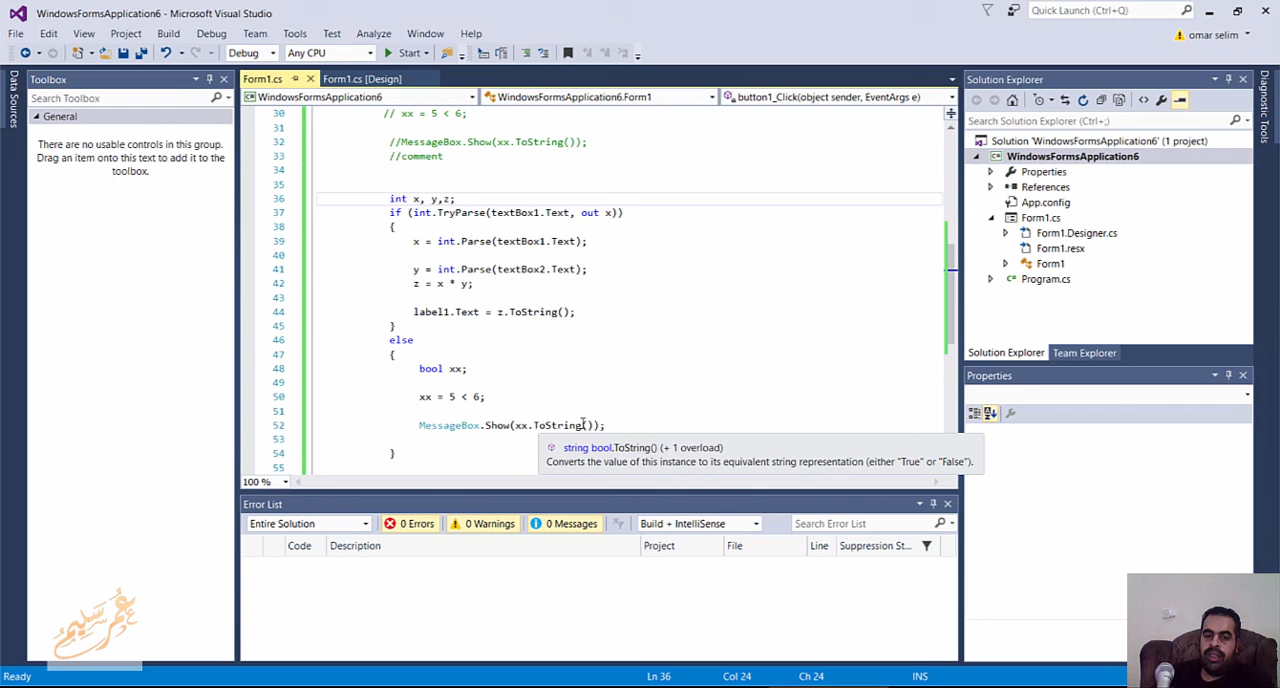 WindowsFormsApplication6 - Microsoft Visual Studio
Quick Launch (Ctrl+Q)
File Edit View Project Build Debug Team Tools Test Analyze Window Help
omar selim
Debug Any CPU Start
Data Sources
Toolbox
Search Toolbox
General
There are no usable controls in this group.
Drag an item onto this text to add it to the
toolbox.
Form1.cs Form1.cs [Design]
WindowsFormsApplication6 WindowsFormsApplication6.Form1 button1_Click(object sender, EventArgs e)
30 // xx = 5 < 6;
31
32 //MessageBox.Show(xx.ToString());
33 //comment
34
35
36 int x, y,z;
37 if (int.TryParse(textBox1.Text, out x))
38 {
39 x = int.Parse(textBox1.Text);
40
41 y = int.Parse(textBox2.Text);
42 z = x * y;
43
44 label1.Text = z.ToString();
45 }
46 else
47 {
48 bool xx;
49
50 xx = 5 < 6;
51
52 MessageBox.Show(xx.ToString());
53
54 }
55
string bool.ToString() (+ 1 overload)
Converts the value of this instance to its equivalent string representation (either "True" or "False").
100 %
Error List
Entire Solution 0 Errors 0 Warnings 0 Messages Build + IntelliSense Search Error List
Code Description Project File Line Suppression St...
Solution Explorer
Search Solution Explorer (Ctrl+;)
Solution 'WindowsFormsApplication6' (1 project)
WindowsFormsApplication6
Properties
References
App.config
Form1.cs
Form1.Designer.cs
Form1.resx
Form1
Program.cs
Solution Explorer Team Explorer
Properties
Diagnostic Tools
عمر سليم
Ready Ln 36 Col 24 Ch 24 INS